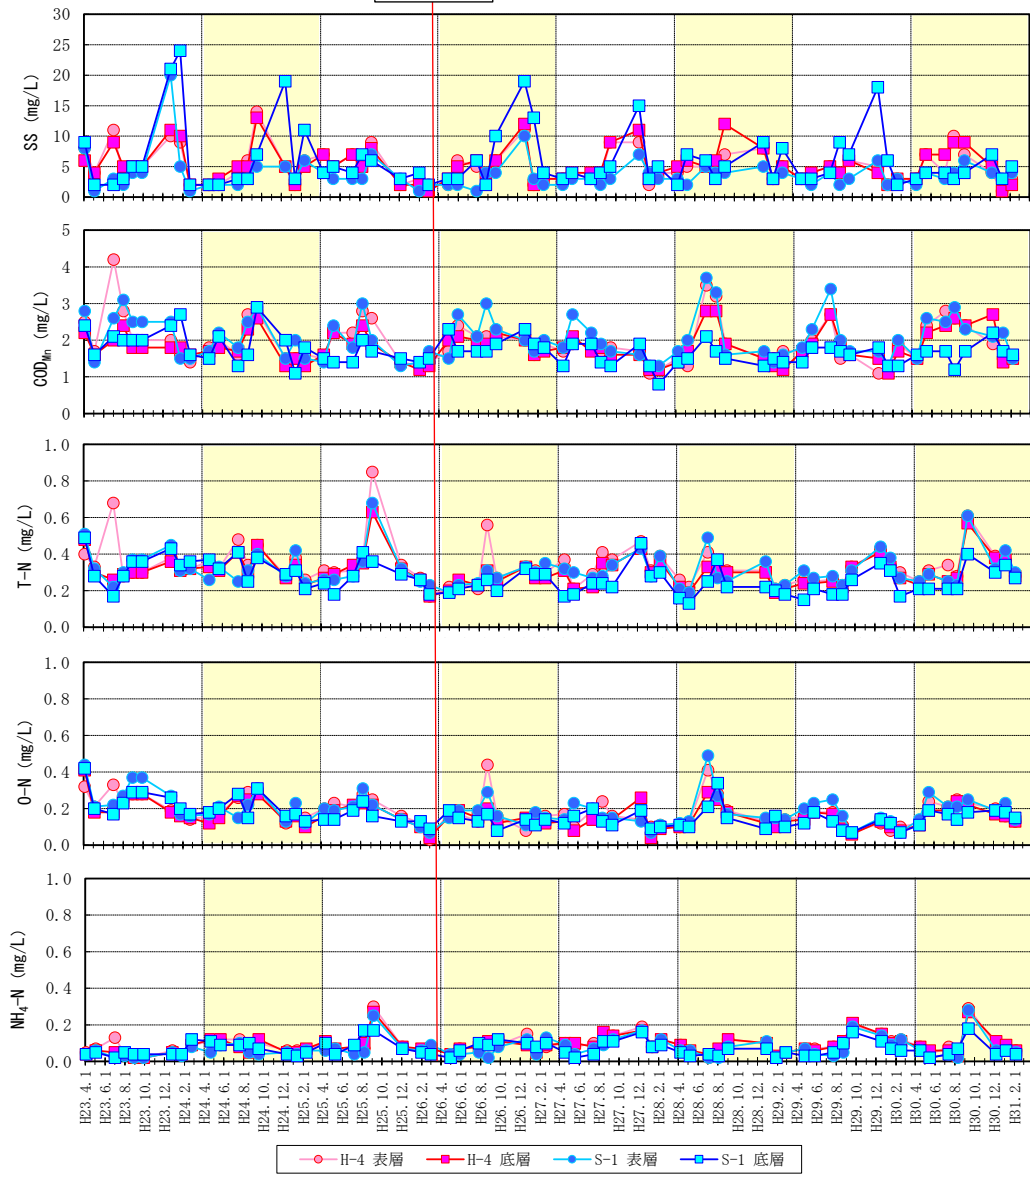 30
25
20
15
10
5
0
SS (mg/L)
5
4
3
2
1
0
COD_Mn (mg/L)
1.0
0.8
0.6
0.4
0.2
0.0
T-N (mg/L)
1.0
0.8
0.6
0.4
0.2
0.0
O-N (mg/L)
1.0
0.8
0.6
0.4
0.2
0.0
NH₄-N (mg/L)
H23.4.
H23.6.1
H23.8.
H23.10.1
H23.12.1
H24.2.1
H24.4.1
H24.6.1
H24.8.1
H24.10.1
H24.12.1
H25.2.1
H25.4.1
H25.6.1
H25.8.1
H25.10.1
H25.12.1
H26.2.1
H26.4.1
H26.6.1
H26.8.1
H26.10.1
H26.12.1
H27.2.1
H27.4.1
H27.6.1
H27.8.1
H27.10.1
H27.12.1
H28.2.1
H28.4.1
H28.6.1
H28.8.1
H28.10.1
H28.12.1
H29.2.1
H29.4.1
H29.6.1
H29.8.1
H29.10.1
H29.12.1
H30.2.1
H30.4.1
H30.6.1
H30.8.1
H30.10.1
H30.12.1
H31.2.1
H-4 表層 H-4 底層 S-1 表層 S-1 底層